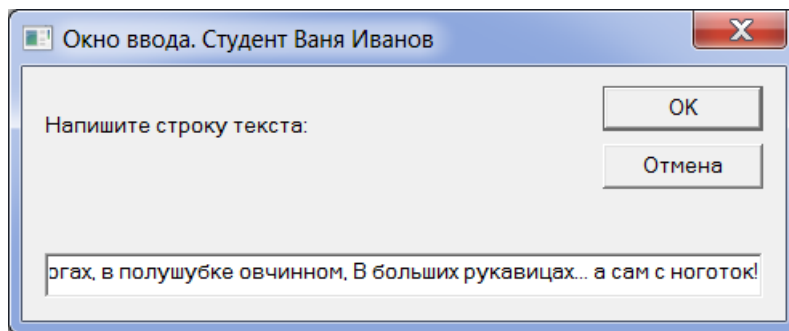 Окно ввода. Студент Ваня Иванов
X
OK
Напишите строку текста:
Отмена
огах, в полушубке овчинном, В больших рукавицах... а сам с ноготок!